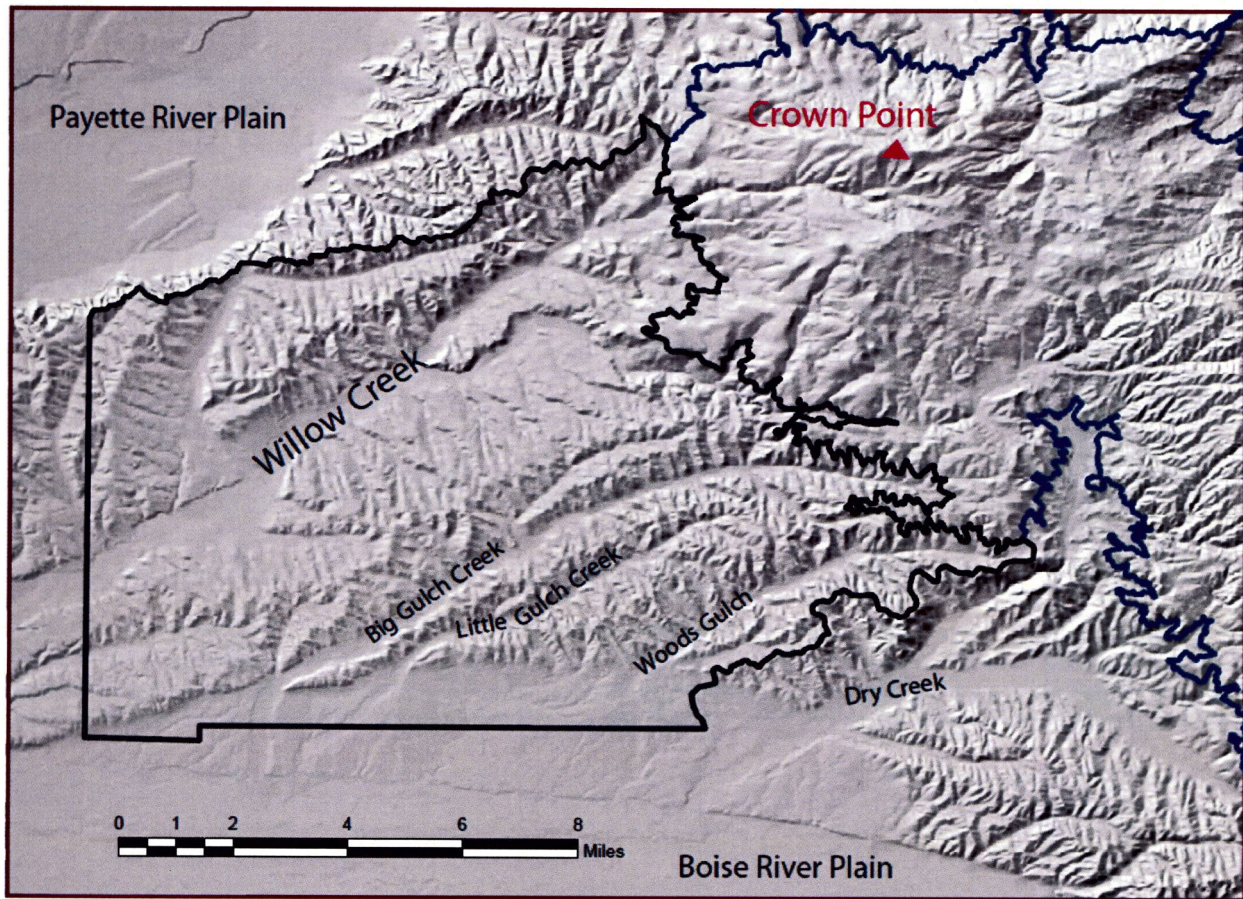 Payette River Plain
Crown Point
Willow Creek
Big Gulch Creek
Little Gulch Creek
Woods Gulch
Dry Creek
0 1 2 4 6 8
Miles
Boise River Plain